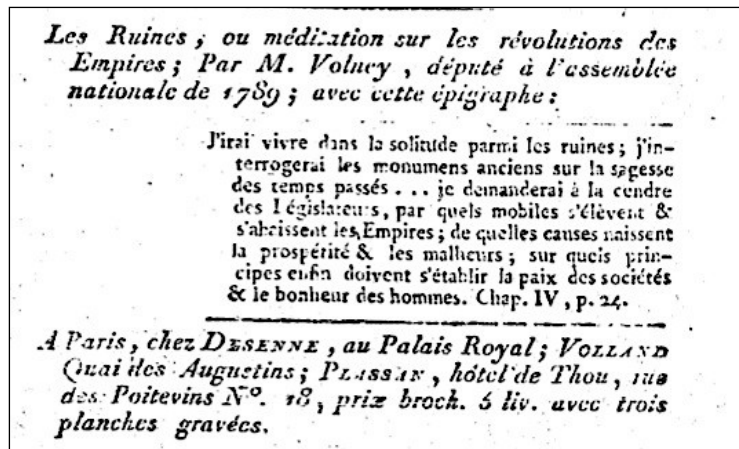 Les Ruines, ou méditation sur les révolutions des
Empires; Par M. Volney, député à l'assemblée
nationale de 1789; avec cette épigraphe:
J'irai vivre dans la solitude parmi les ruines; j'in-
terrogerai les monumens anciens sur la sagesse
des temps passés... je demanderai à la cendre
des Législateurs, par quels mobiles s'élèvent &
s'abaissent les Empires; de quelles causes naissent
la prospérité & les malheurs; sur quels prin-
cipes enfin doivent s'établir la paix des sociétés
& le bonheur des hommes. Chap. IV, p. 24.
A Paris, chez DESENNE, au Palais Royal; VOLLAND
Quai des Augustins; PLASSAN, hôtel de Thou, rue
des Poitevins N°. 18, prix broch. 5 liv. avec trois
planches gravées.